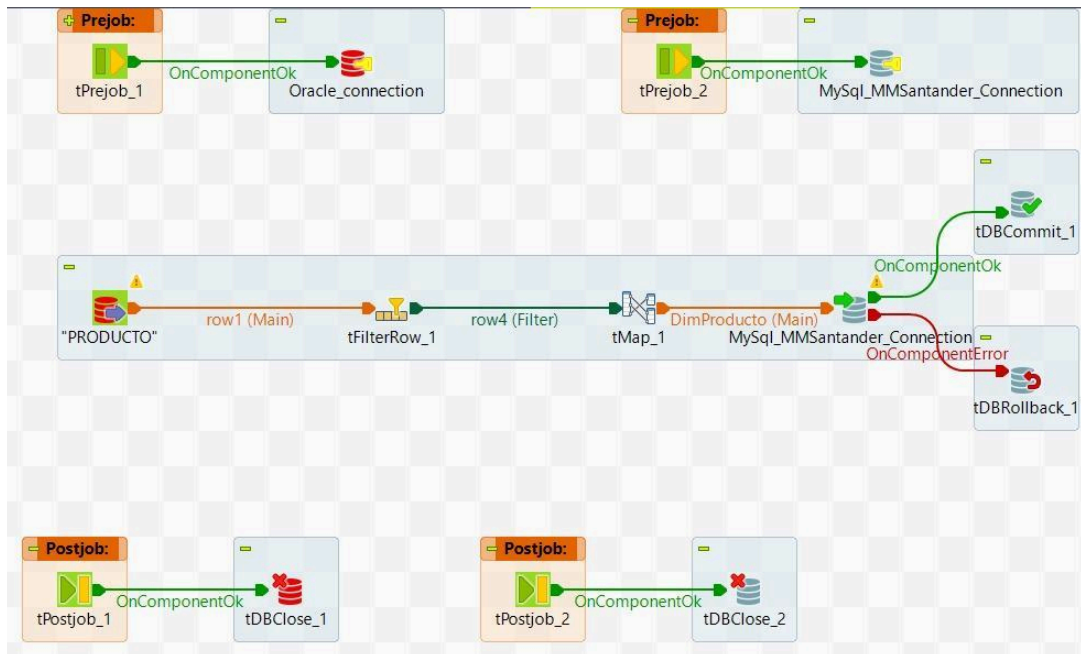 Prejob:
OnComponentOk
tPrejob_1
Oracle_connection
Prejob:
OnComponentOk
tPrejob_2
MySql_MMSantander_Connection
tDBCommit_1
OnComponentOk
row1 (Main)
row4 (Filter)
DimProducto (Main)
"PRODUCTO"
tFilterRow_1
tMap_1
MySql_MMSantander_Connection
OnComponentError
tDBRollback_1
Postjob:
OnComponentOk
tPostjob_1
tDBClose_1
Postjob:
OnComponentOk
tPostjob_2
tDBClose_2